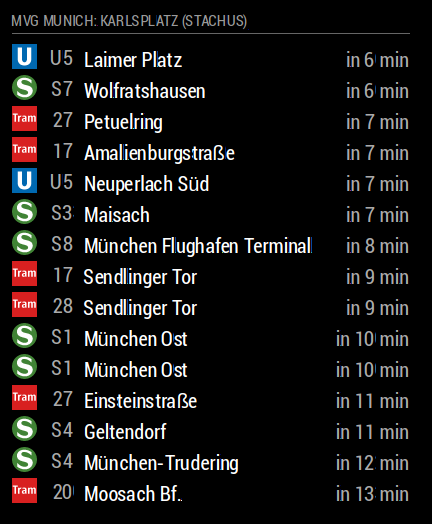 MVG MUNICH: KARLSPLATZ (STACHUS)
U U5 Laimer Platz in 6 min
S S7 Wolfratshausen in 6 min
Tram 27 Petuelring in 7 min
Tram 17 Amalienburgstraße in 7 min
U U5 Neuperlach Süd in 7 min
S S3 Maisach in 7 min
S S8 München Flughafen Terminal in 8 min
Tram 17 Sendlinger Tor in 9 min
Tram 28 Sendlinger Tor in 9 min
S S1 München Ost in 10 min
S S1 München Ost in 10 min
Tram 27 Einsteinstraße in 11 min
S S4 Geltendorf in 11 min
S S4 München-Trudering in 12 min
Tram 20 Moosach Bf. in 13 min